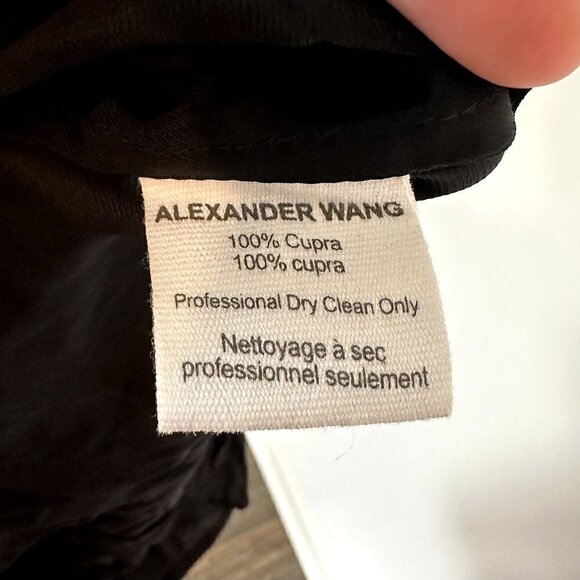 ALEXANDER WANG
100% Cupra
100% cupra
Professional Dry Clean Only
Nettoyage à sec
professionnel seulement